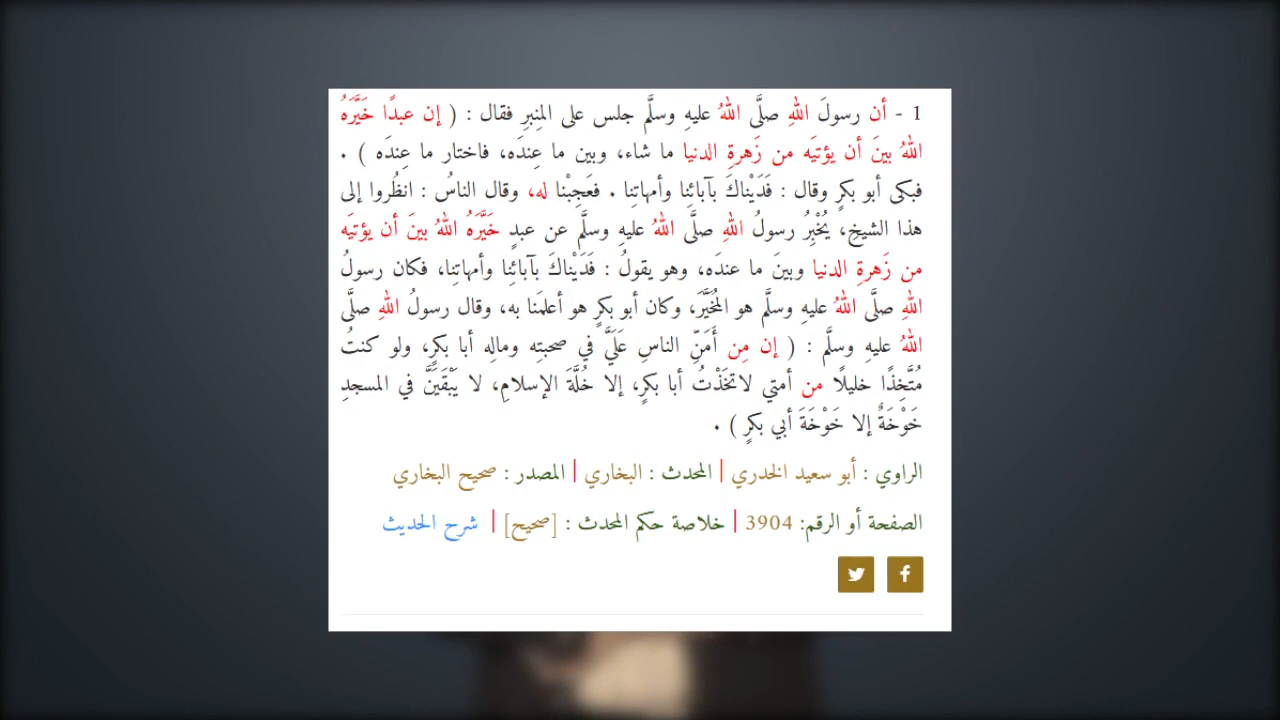 1 - أن رسولَ اللهِ صلَّى اللهُ عليهِ وسلَّم جلس على المِنبرِ فقال : ( إن عبدًا خَيَّرَهُ
اللهُ بينَ أن يؤتيَه من زَهرةِ الدنيا ما شاء، وبين ما عِندَه، فاختار ما عِندَه ) .
فبكى أبو بكرٍ وقال : فَدَيْناكَ بآبائِنا وأمهاتِنا . فعَجِبْنا له، وقال الناسُ : انظُروا إلى
هذا الشيخِ، يُخْبِرُ رسولُ اللهِ صلَّى اللهُ عليهِ وسلَّم عن عبدٍ خَيَّرَهُ اللهُ بينَ أن يؤتيَه
من زَهرةِ الدنيا وبينَ ما عندَه، وهو يقولُ : فَدَيْناكَ بآبائِنا وأمهاتِنا، فكان رسولُ
اللهِ صلَّى اللهُ عليهِ وسلَّم هو المُخَيَّرَ، وكان أبو بكرٍ هو أعلمَنا به، وقال رسولُ اللهِ صلَّى
اللهُ عليهِ وسلَّم : ( إن مِن أَمَنِّ الناسِ عَلَيَّ في صحبتِه ومالِه أبا بكرٍ، ولو كنتُ
مُتَّخِذًا خليلًا من أمتي لاتخَذْتُ أبا بكرٍ، إلا خُلَّةَ الإسلامِ، لا يَبْقَيَنَّ في المسجدِ
خَوْخَةٌ إلا خَوْخَةَ أبي بكرٍ ) .
الراوي : أبو سعيد الخدري | المحدث : البخاري | المصدر : صحيح البخاري
الصفحة أو الرقم: 3904 | خلاصة حكم المحدث : [صحيح] | شرح الحديث